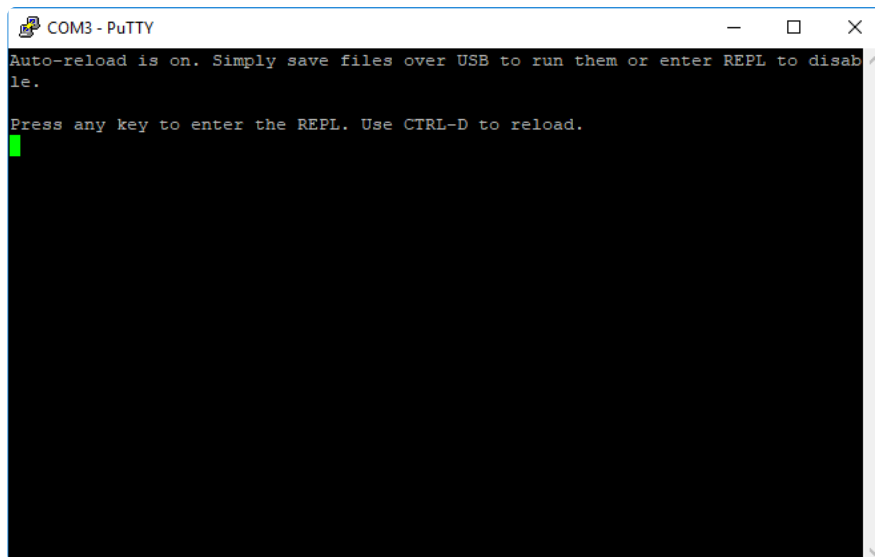 COM3 - PuTTY
Auto-reload is on. Simply save files over USB to run them or enter REPL to disab
le.
Press any key to enter the REPL. Use CTRL-D to reload.